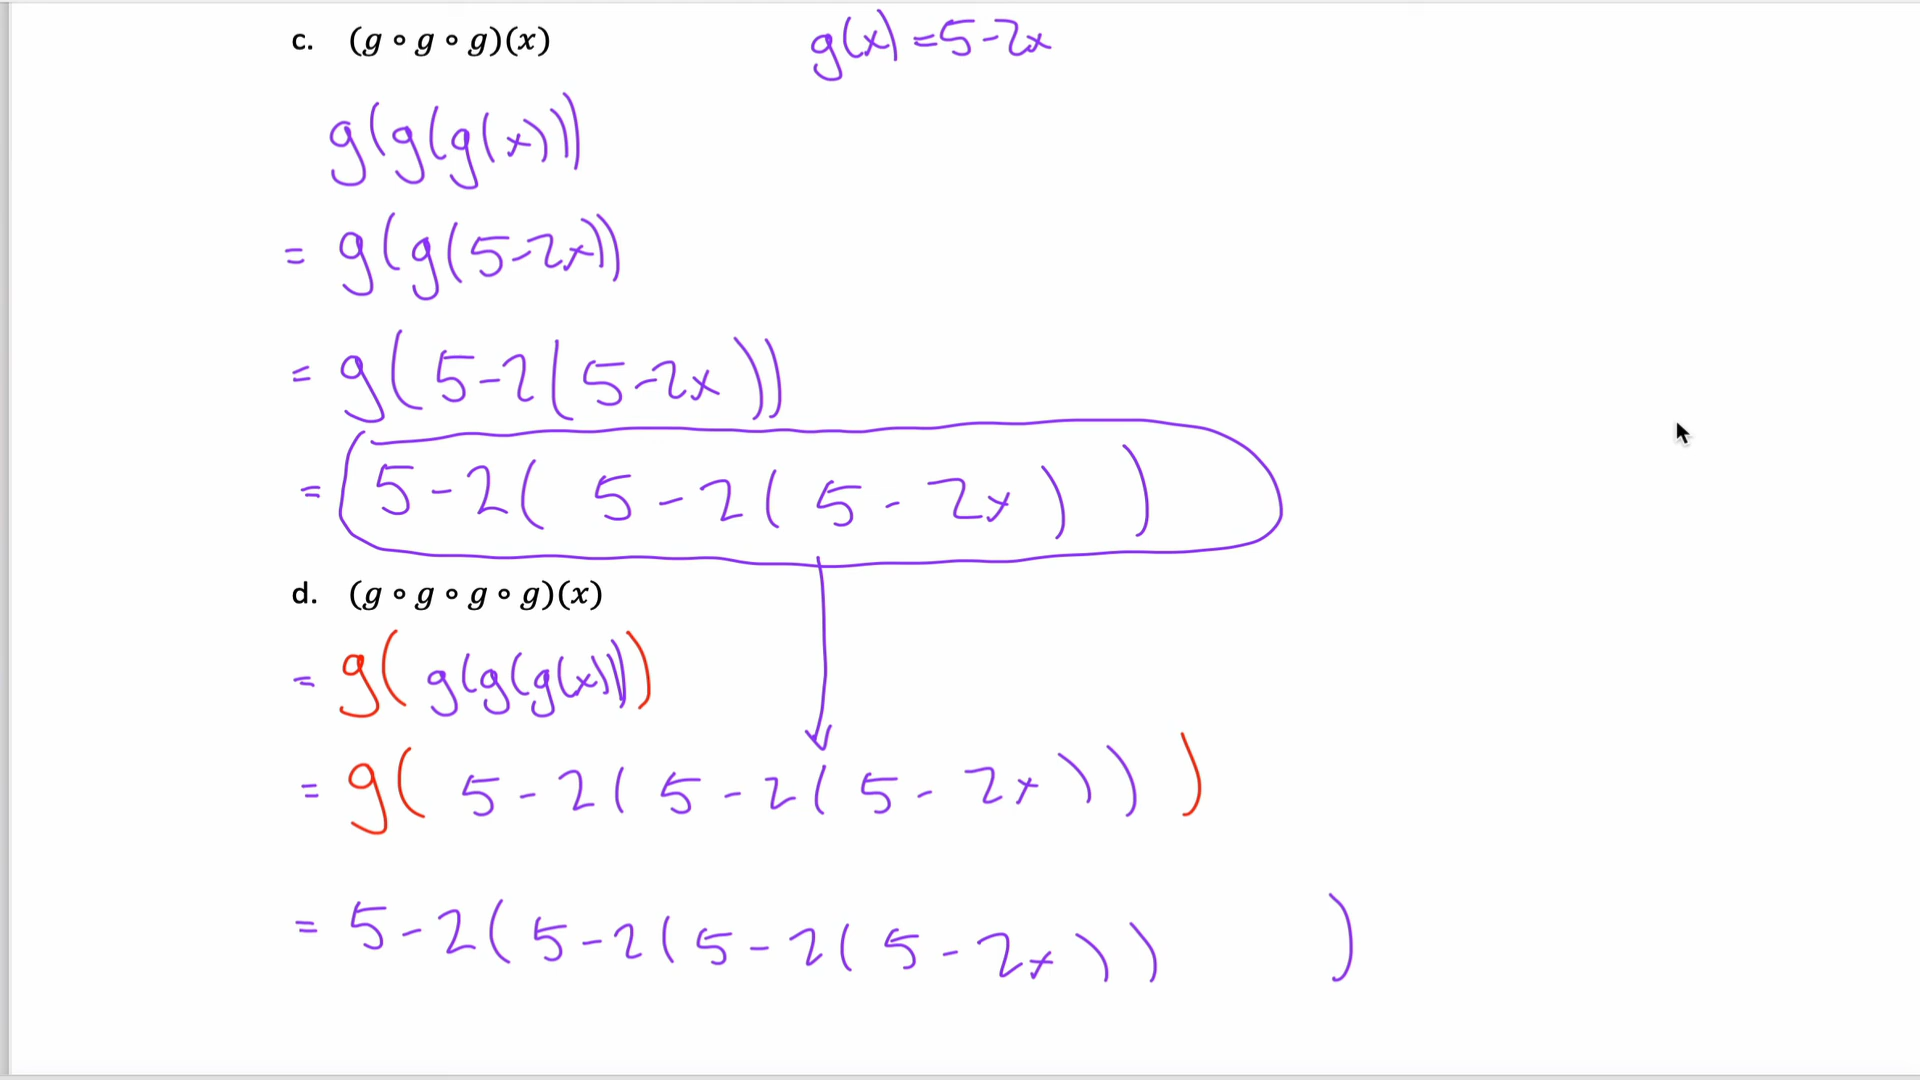 c. (g ∘ g ∘ g)(x)
g(x) = 5-2x
g(g(g(x)))
= g(g(5-2x))
= g(5-2(5-2x))
= 5-2( 5-2( 5-2x) )
d. (g ∘ g ∘ g ∘ g)(x)
= g( g(g(g(x))))
= g( 5-2( 5-2( 5-2x)) )
= 5-2( 5-2( 5-2( 5-2x)) )